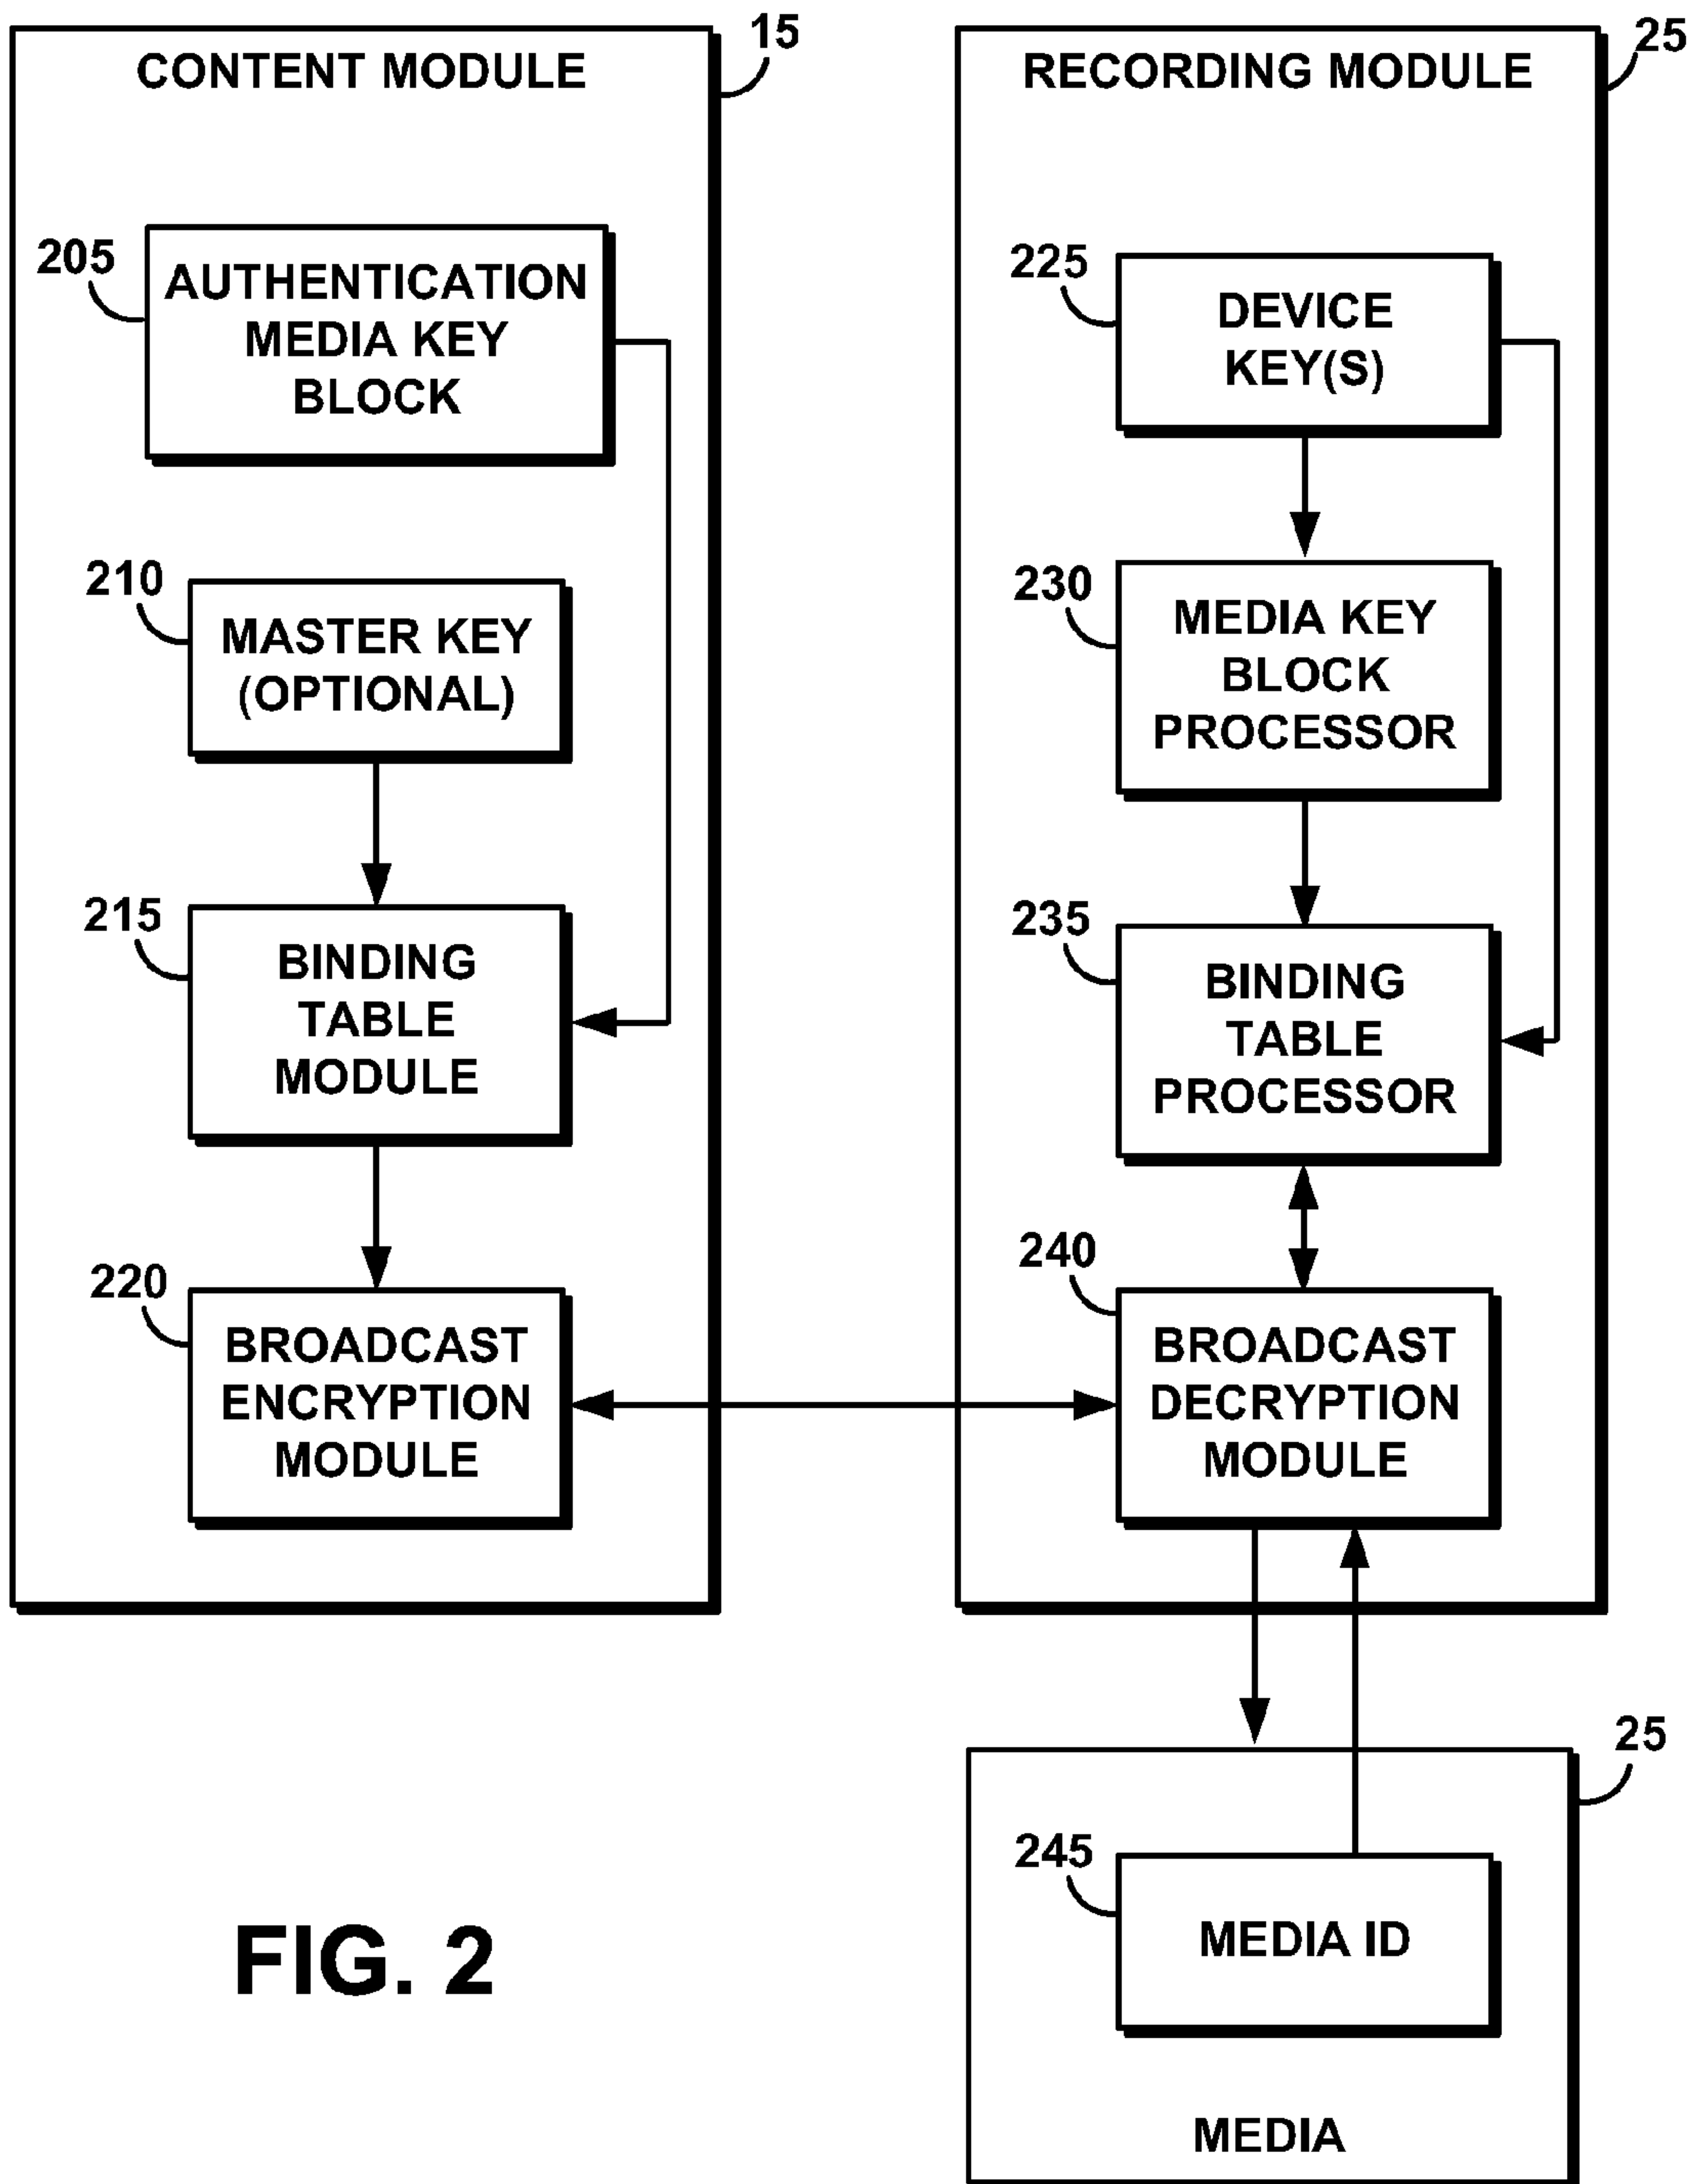 CONTENT MODULE
15
205
AUTHENTICATION
MEDIA KEY
BLOCK
210
MASTER KEY
(OPTIONAL)
215
BINDING
TABLE
MODULE
220
BROADCAST
ENCRYPTION
MODULE
RECORDING MODULE
25
225
DEVICE
KEY(S)
230
MEDIA KEY
BLOCK
PROCESSOR
235
BINDING
TABLE
PROCESSOR
240
BROADCAST
DECRYPTION
MODULE
25
245
MEDIA ID
MEDIA
FIG. 2